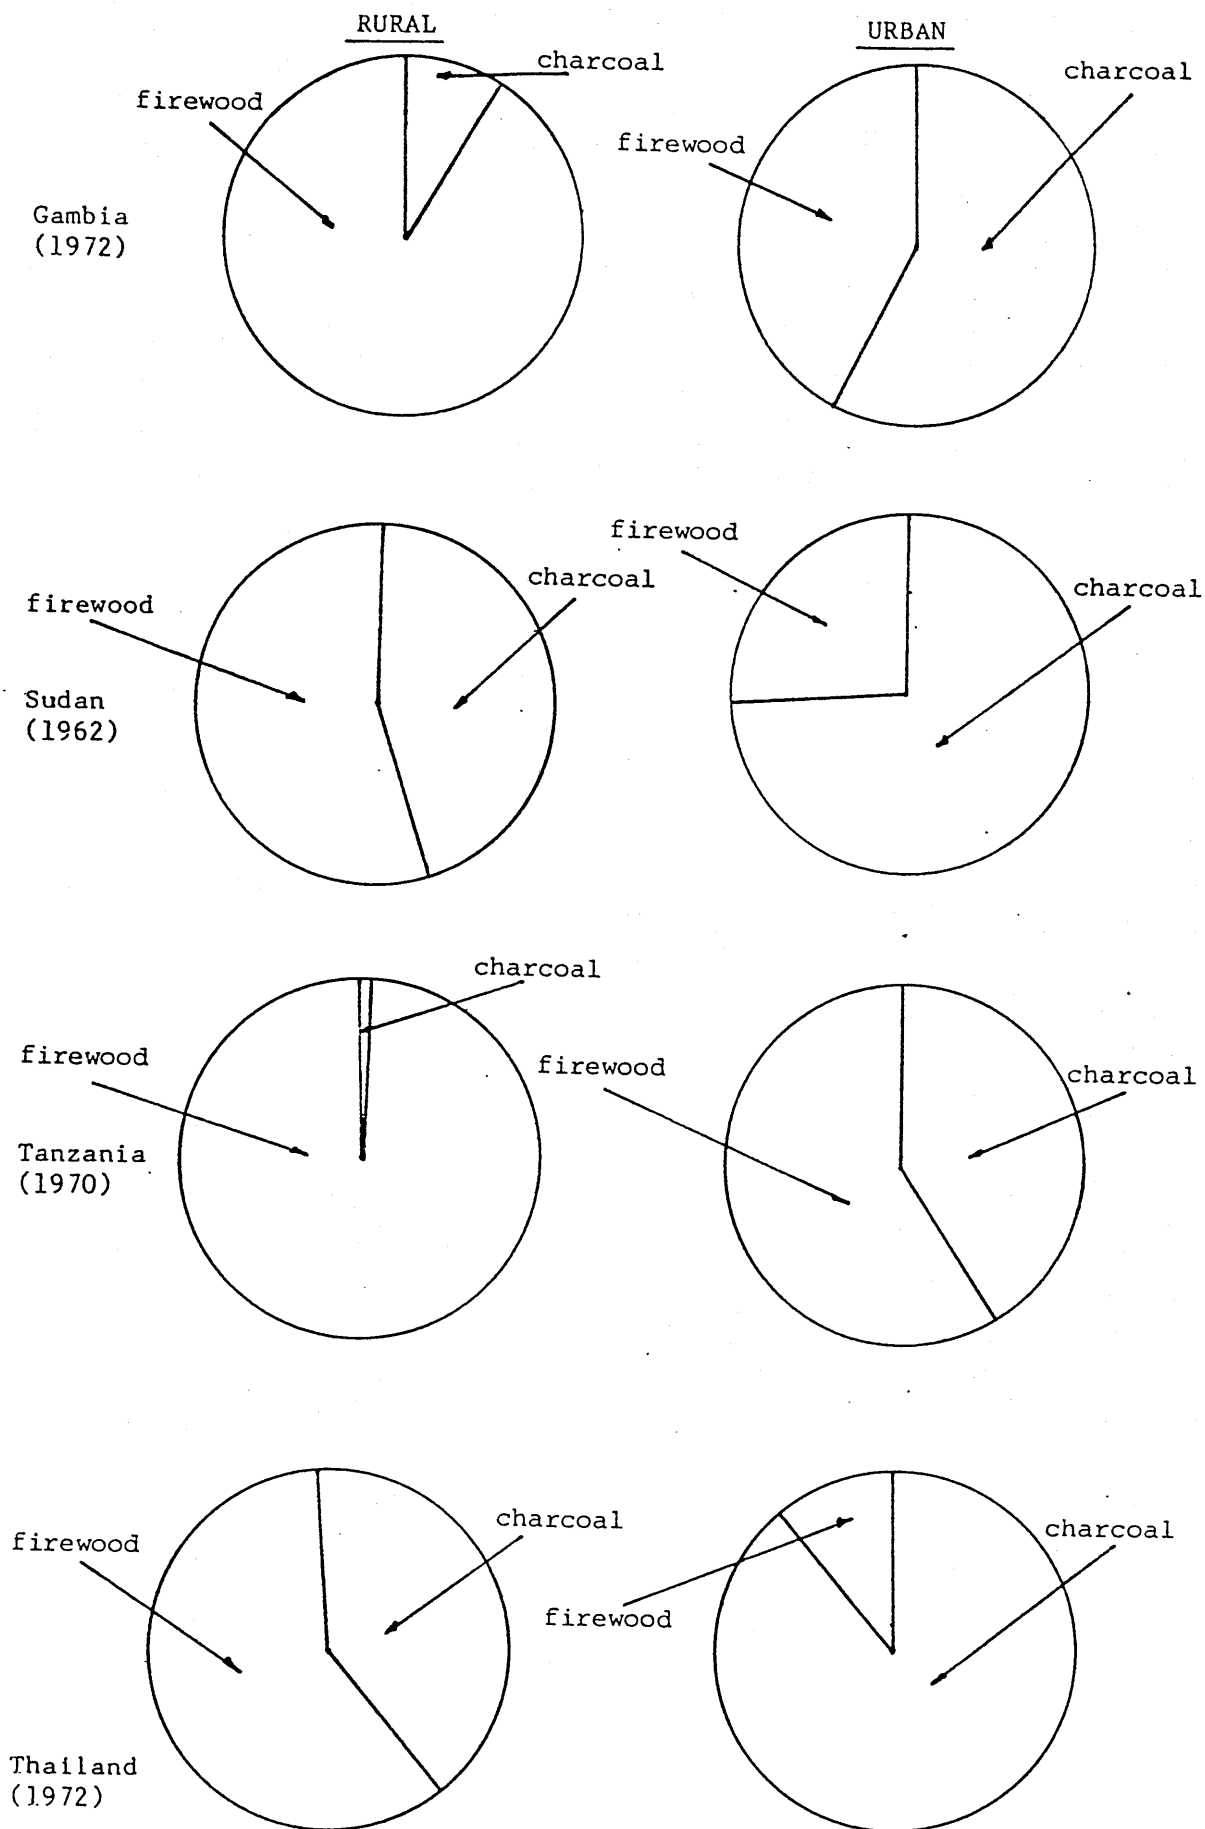 RURAL
URBAN
charcoal
firewood
charcoal
firewood
Gambia
(1972)
firewood
charcoal
firewood
charcoal
Sudan
(1962)
charcoal
firewood
firewood
charcoal
Tanzania
(1970)
charcoal
firewood
charcoal
firewood
Thailand
(1972)